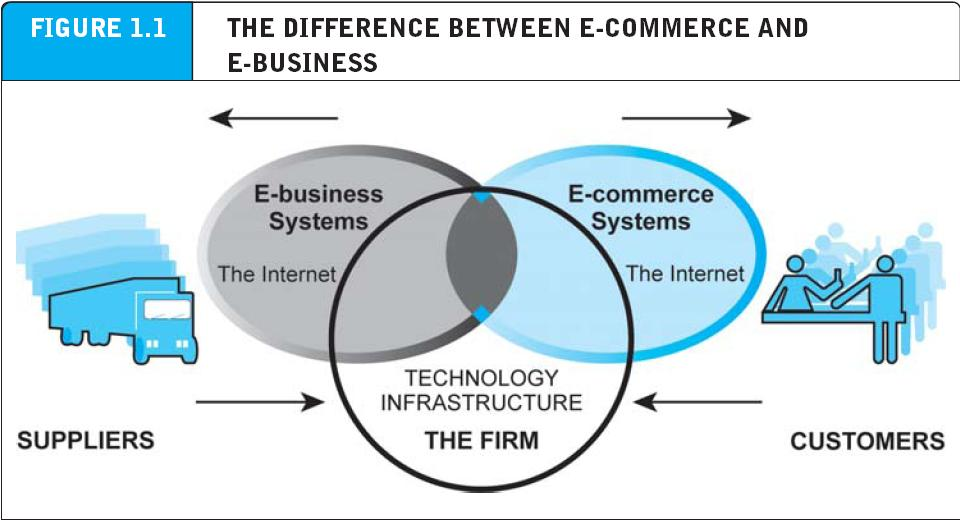 FIGURE 1.1
THE DIFFERENCE BETWEEN E-COMMERCE AND
E-BUSINESS
E-business
Systems
The Internet
E-commerce
Systems
The Internet
TECHNOLOGY
INFRASTRUCTURE
THE FIRM
SUPPLIERS
CUSTOMERS